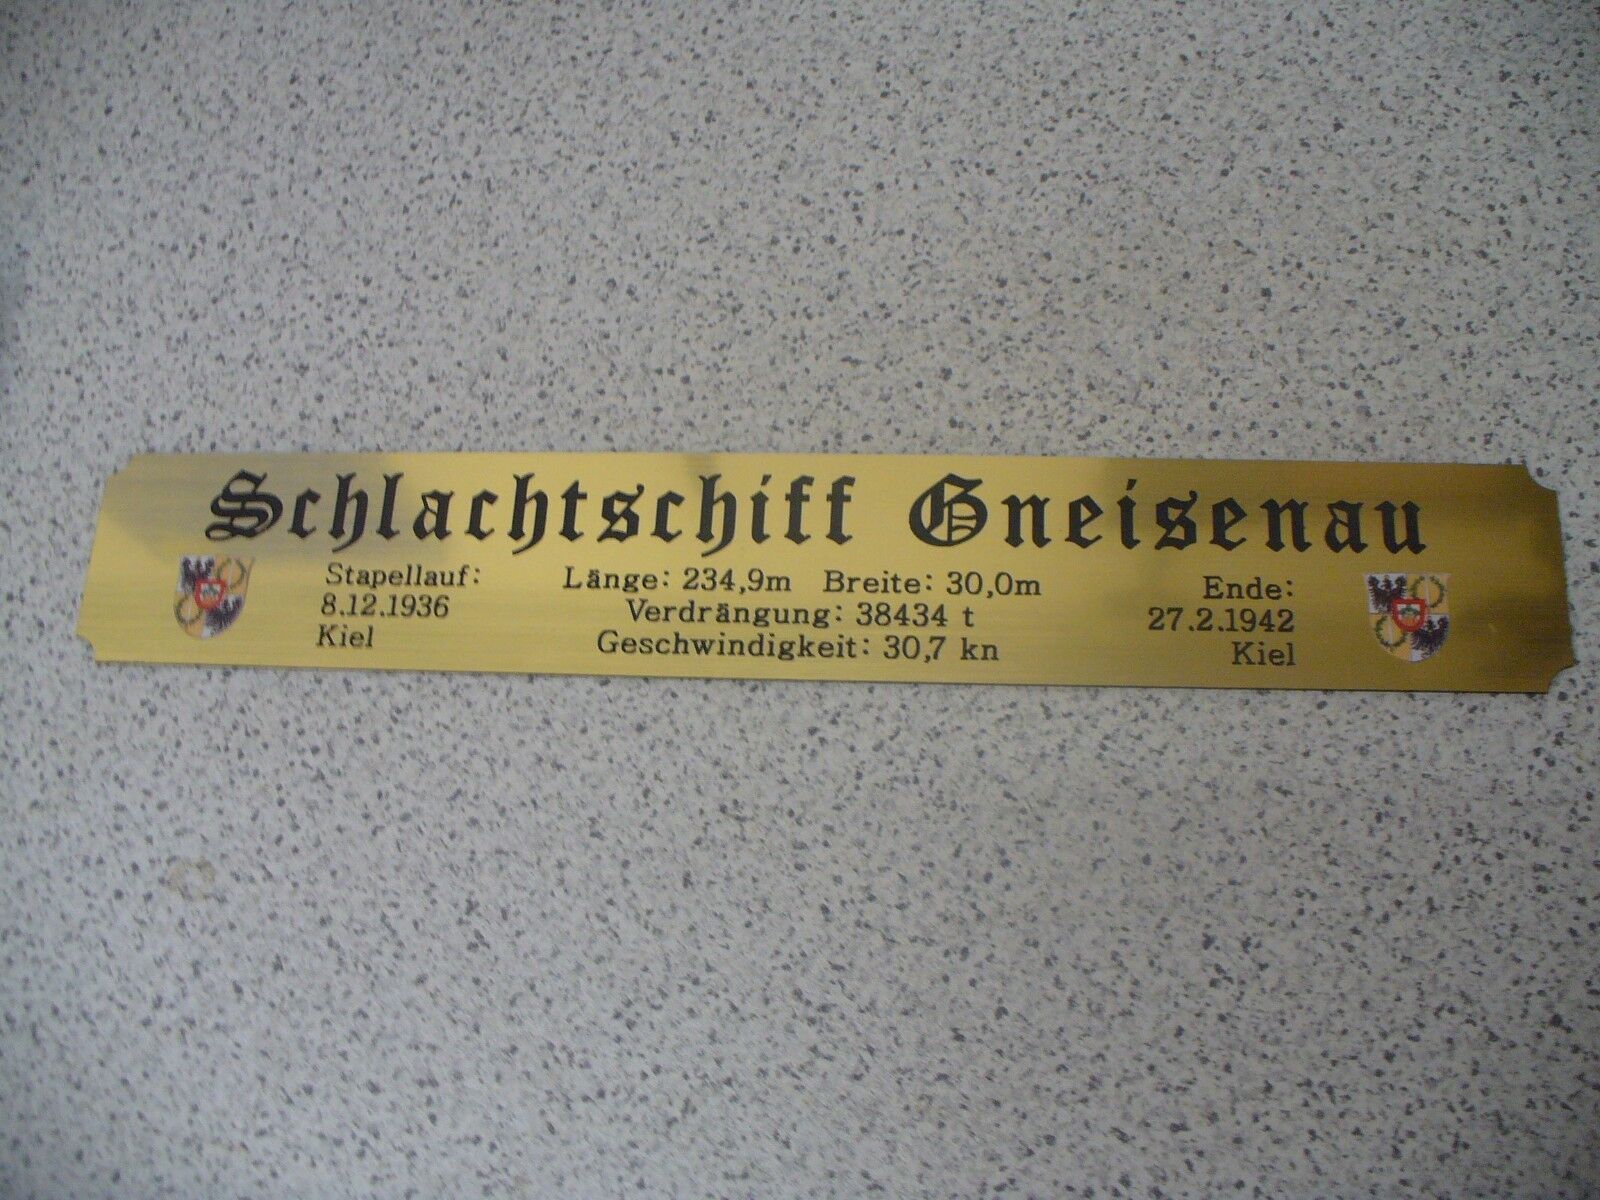 Schlachtschiff Gneisenau
Stapellauf:
8.12.1936
Kiel
Länge: 234,9m Breite: 30,0m
Verdrängung: 38434 t
Geschwindigkeit: 30,7 kn
Ende:
27.2.1942
Kiel